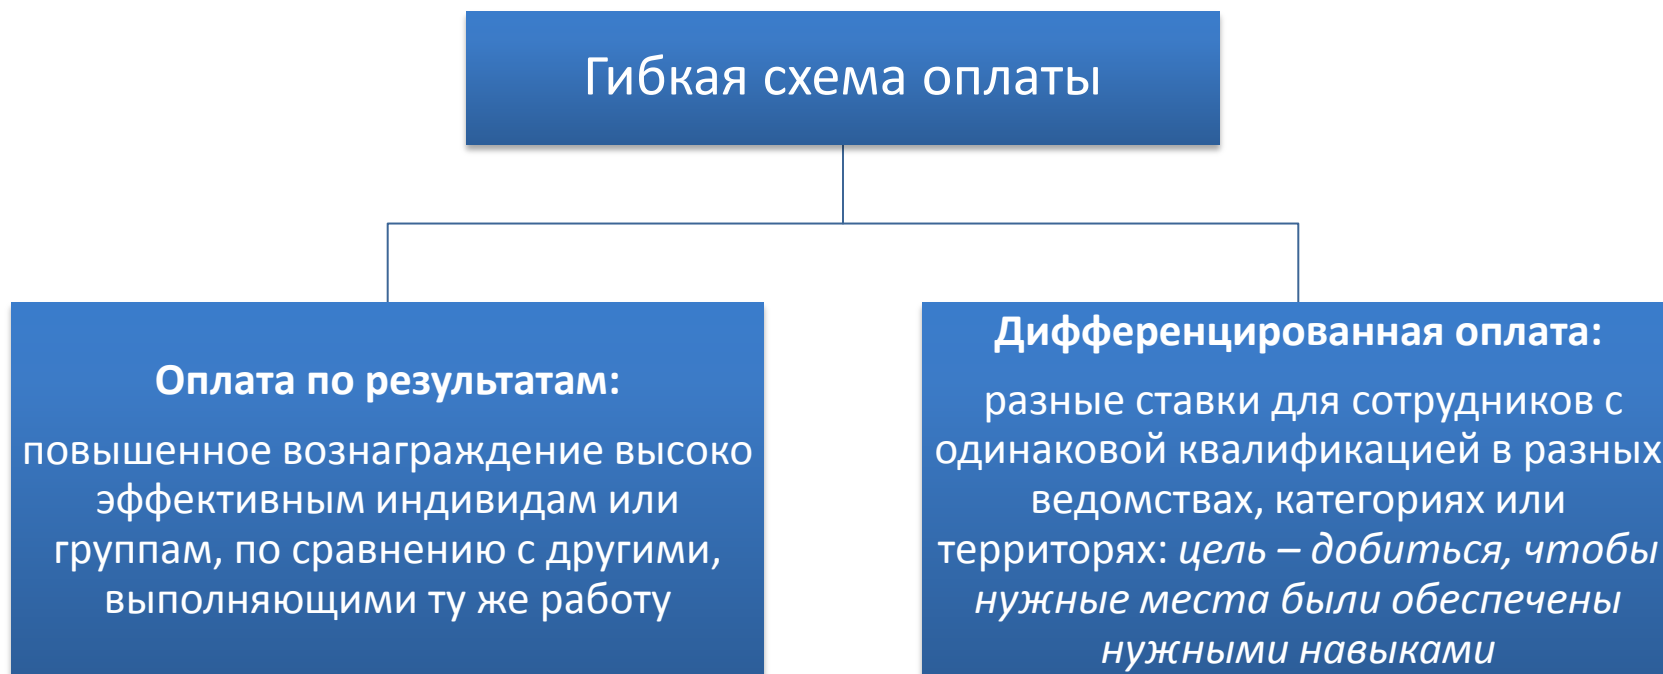 Гибкая схема оплаты
Оплата по результатам:
повышенное вознаграждение высоко
эффективным индивидам или
группам, по сравнению с другими,
выполняющими ту же работу
Дифференцированная оплата:
разные ставки для сотрудников с
одинаковой квалификацией в разных
ведомствах, категориях или
территорях: цель – добиться, чтобы
нужные места были обеспечены
нужными навыками